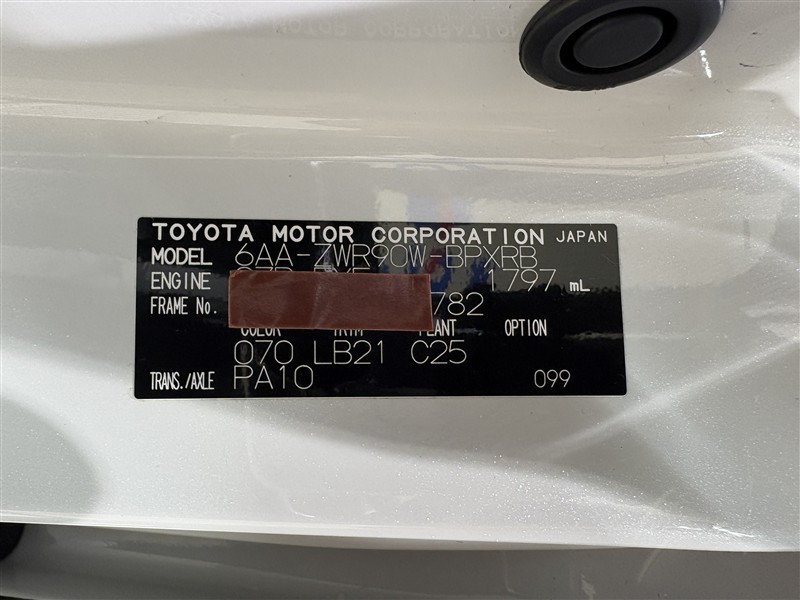 TOYOTA MOTOR CORPORATION JAPAN
MODEL 6AA-ZWR90W-BPXRB
ENGINE 1797 mL
FRAME No. 782
COLOR TRIM PLANT OPTION
070 LB21 C25
TRANS./AXLE PA10 099